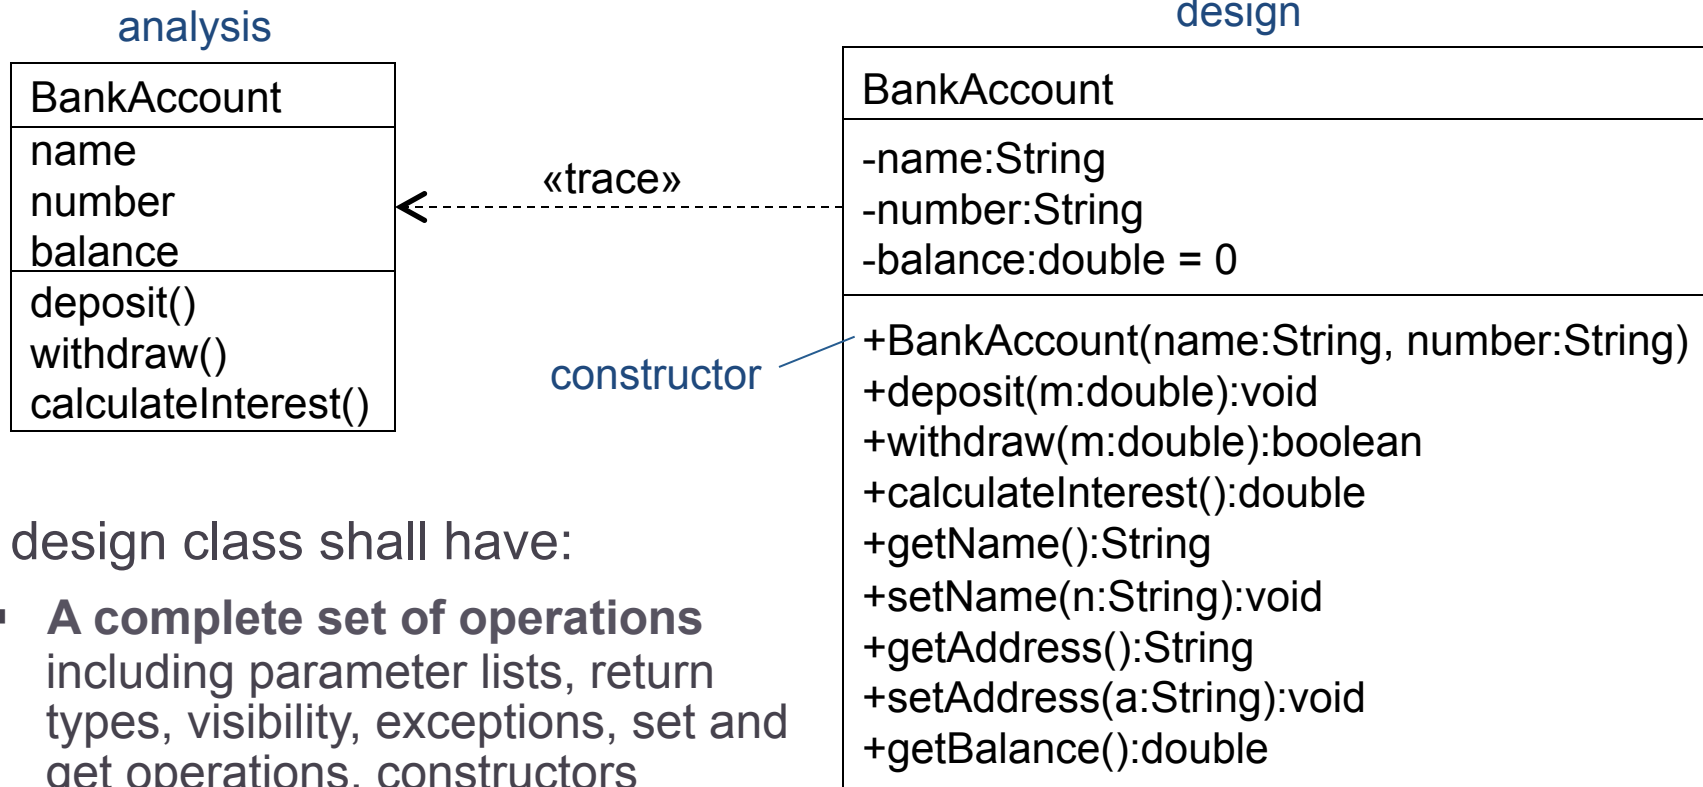 analysis
BankAccount
name
number
balance
deposit()
withdraw()
calculateInterest()
«trace»
constructor
design
BankAccount
-name:String
-number:String
-balance:double = 0
+BankAccount(name:String, number:String)
+deposit(m:double):void
+withdraw(m:double):boolean
+calculateInterest():double
+getName():String
+setName(n:String):void
+getAddress():String
+setAddress(a:String):void
+getBalance():double
design class shall have:
▪ A complete set of operations
including parameter lists, return
types, visibility, exceptions, set and
get operations, constructors